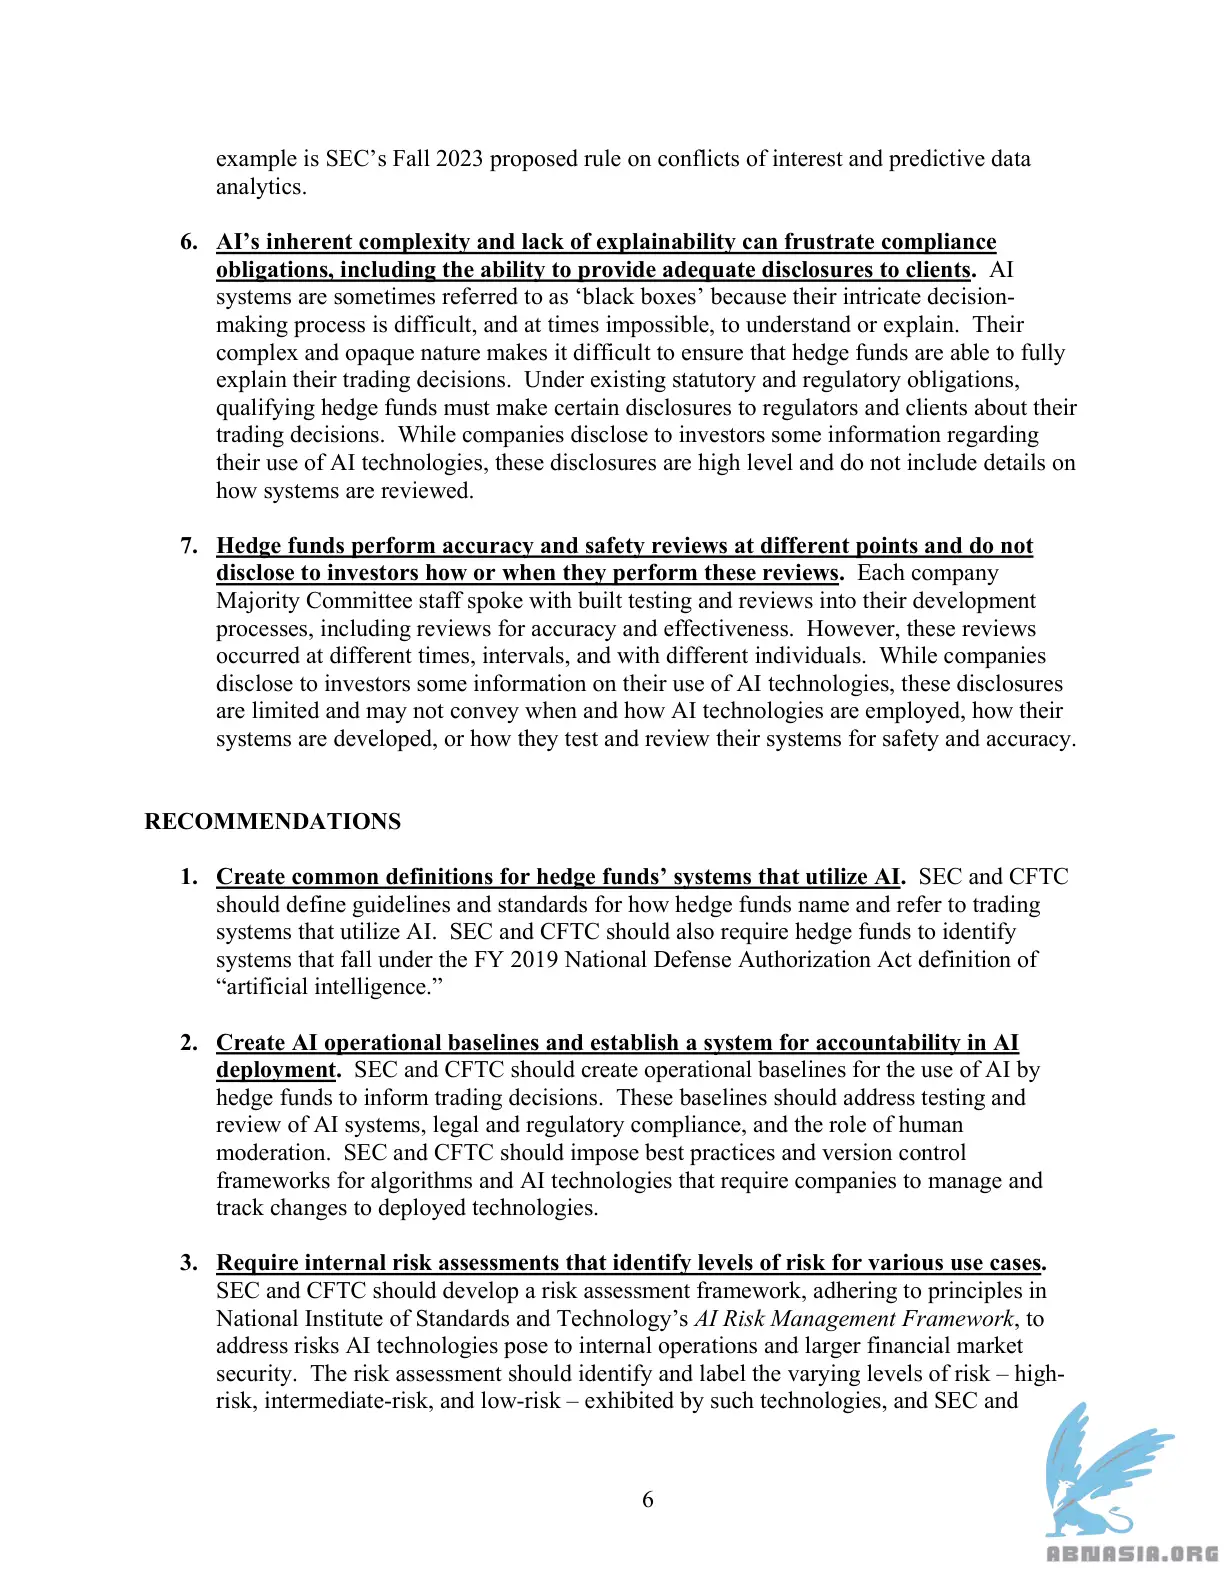 example is SEC’s Fall 2023 proposed rule on conflicts of interest and predictive data
analytics.
6. AI’s inherent complexity and lack of explainability can frustrate compliance
obligations, including the ability to provide adequate disclosures to clients. AI
systems are sometimes referred to as ‘black boxes’ because their intricate decision-
making process is difficult, and at times impossible, to understand or explain. Their
complex and opaque nature makes it difficult to ensure that hedge funds are able to fully
explain their trading decisions. Under existing statutory and regulatory obligations,
qualifying hedge funds must make certain disclosures to regulators and clients about their
trading decisions. While companies disclose to investors some information regarding
their use of AI technologies, these disclosures are high level and do not include details on
how systems are reviewed.
7. Hedge funds perform accuracy and safety reviews at different points and do not
disclose to investors how or when they perform these reviews. Each company
Majority Committee staff spoke with built testing and reviews into their development
processes, including reviews for accuracy and effectiveness. However, these reviews
occurred at different times, intervals, and with different individuals. While companies
disclose to investors some information on their use of AI technologies, these disclosures
are limited and may not convey when and how AI technologies are employed, how their
systems are developed, or how they test and review their systems for safety and accuracy.
RECOMMENDATIONS
1. Create common definitions for hedge funds’ systems that utilize AI. SEC and CFTC
should define guidelines and standards for how hedge funds name and refer to trading
systems that utilize AI. SEC and CFTC should also require hedge funds to identify
systems that fall under the FY 2019 National Defense Authorization Act definition of
“artificial intelligence.”
2. Create AI operational baselines and establish a system for accountability in AI
deployment. SEC and CFTC should create operational baselines for the use of AI by
hedge funds to inform trading decisions. These baselines should address testing and
review of AI systems, legal and regulatory compliance, and the role of human
moderation. SEC and CFTC should impose best practices and version control
frameworks for algorithms and AI technologies that require companies to manage and
track changes to deployed technologies.
3. Require internal risk assessments that identify levels of risk for various use cases.
SEC and CFTC should develop a risk assessment framework, adhering to principles in
National Institute of Standards and Technology’s AI Risk Management Framework, to
address risks AI technologies pose to internal operations and larger financial market
security. The risk assessment should identify and label the varying levels of risk – high-
risk, intermediate-risk, and low-risk – exhibited by such technologies, and SEC and
6
ABNASIA.ORG